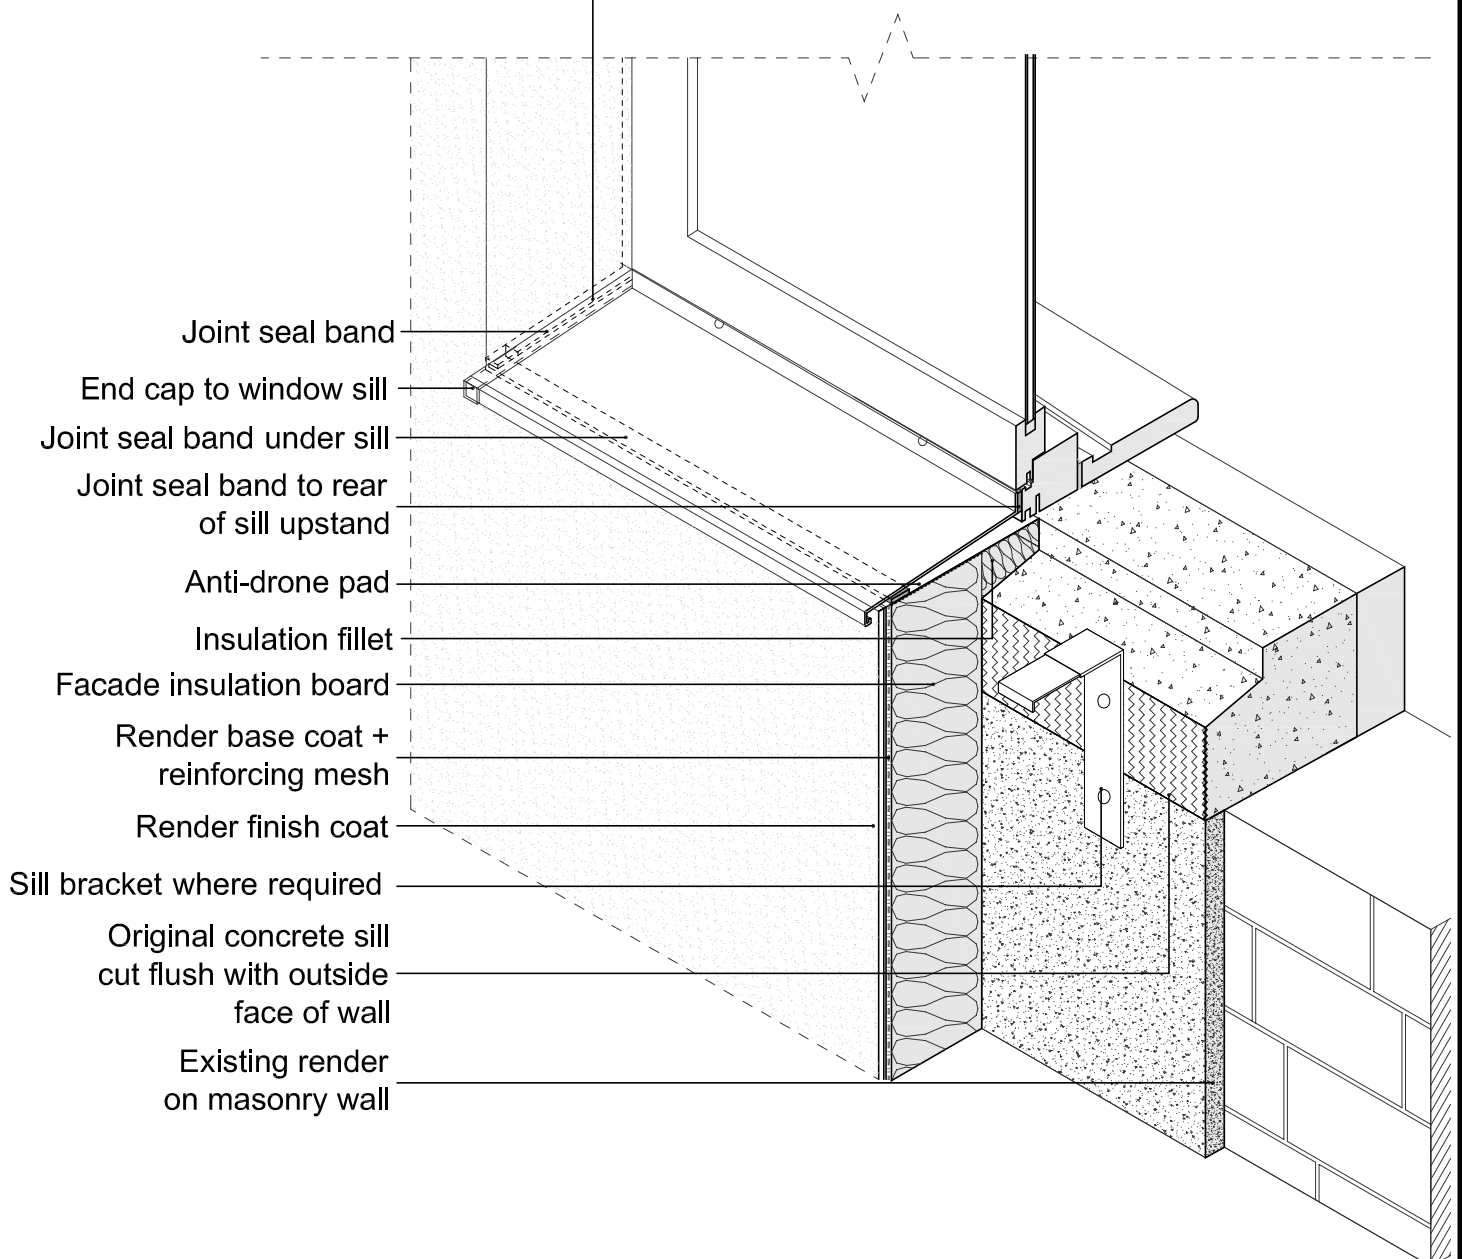 Joint seal band
End cap to window sill
Joint seal band under sill
Joint seal band to rear
of sill upstand
Anti-drone pad
Insulation fillet
Facade insulation board
Render base coat +
reinforcing mesh
Render finish coat
Sill bracket where required
Original concrete sill
cut flush with outside
face of wall
Existing render
on masonry wall